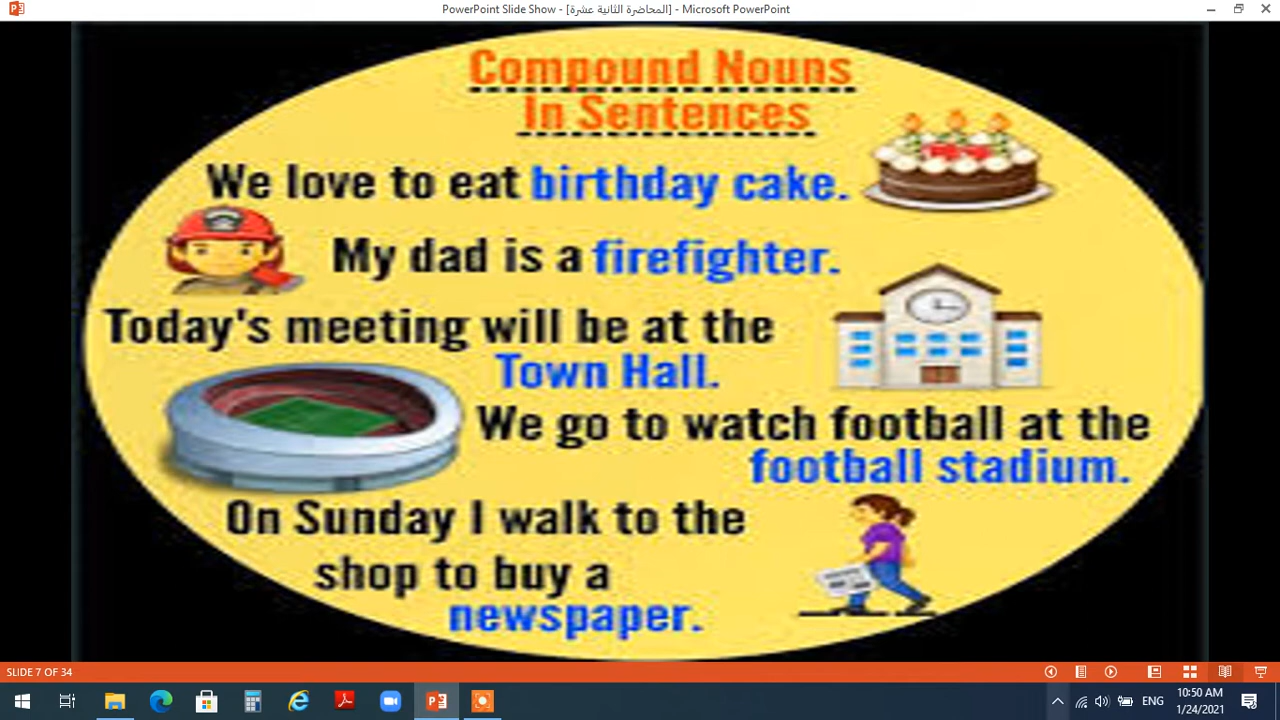 PowerPoint Slide Show - [المحاضرة الثانية عشرة] - Microsoft PowerPoint
Compound Nouns
In Sentences
We love to eat birthday cake.
My dad is a firefighter.
Today's meeting will be at the
Town Hall.
We go to watch football at the
football stadium.
On Sunday I walk to the
shop to buy a
newspaper.
SLIDE 7 OF 34
ENG
10:50 AM
1/24/2021